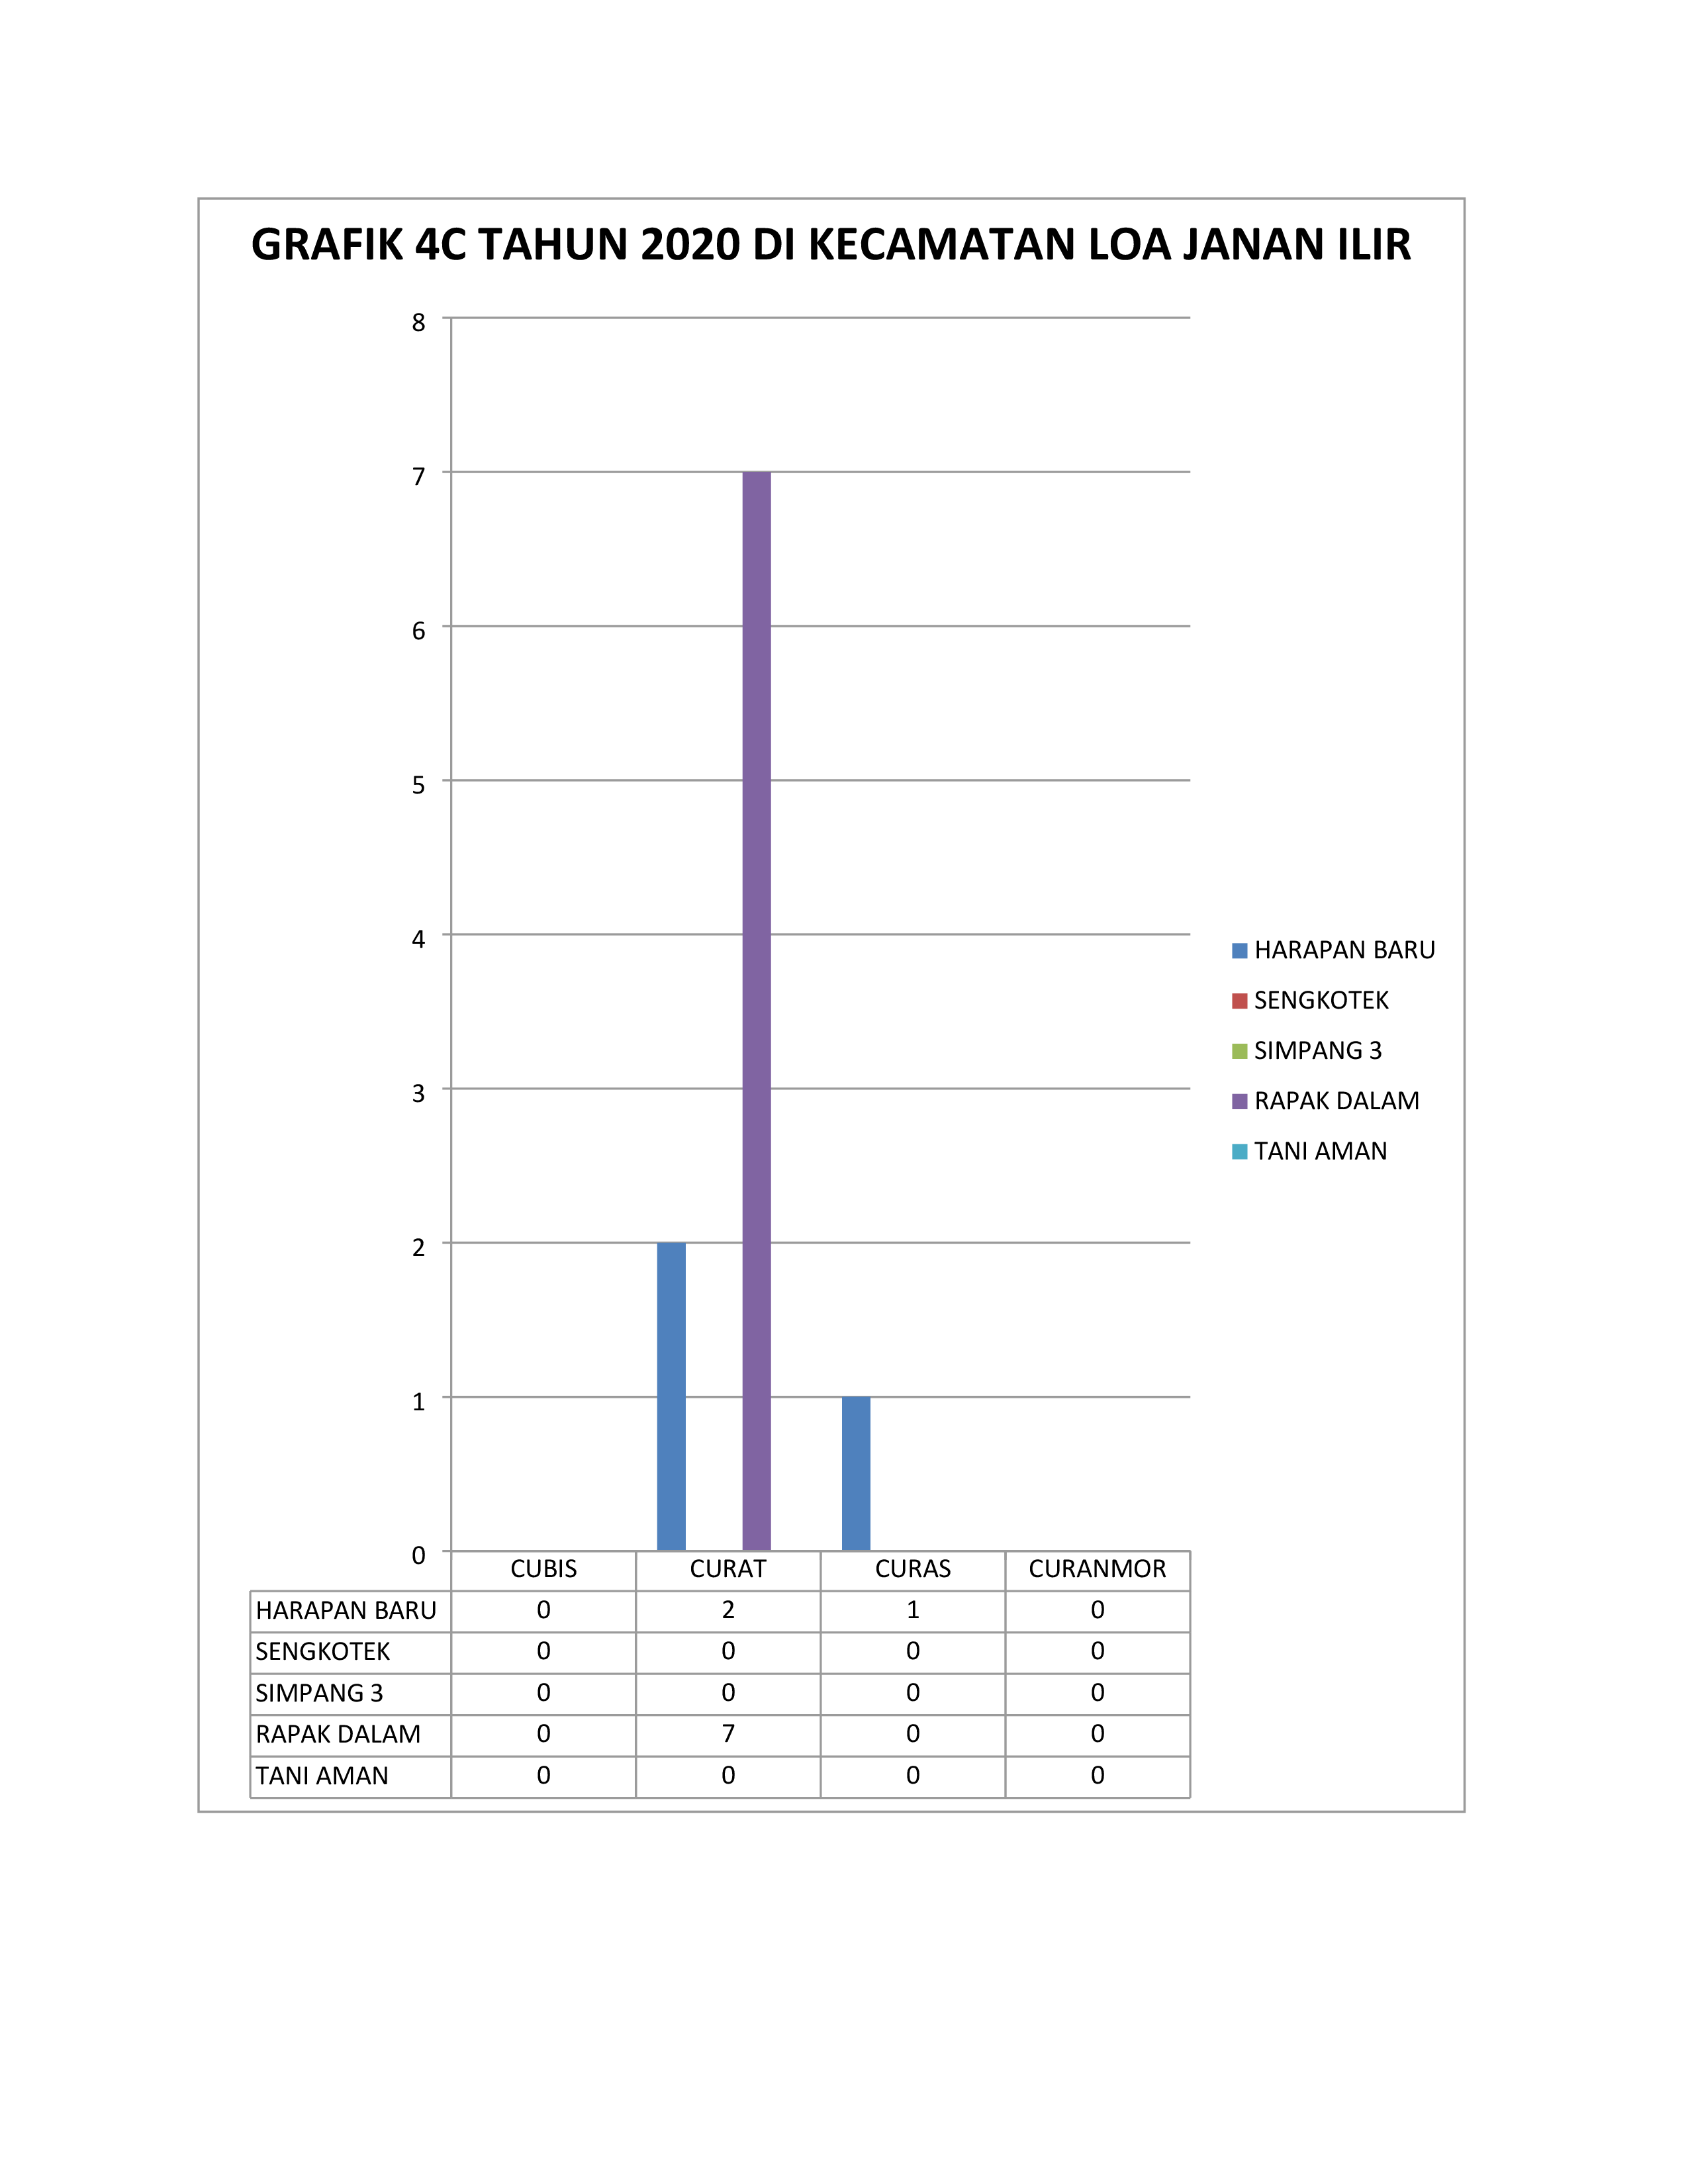 GRAFIK 4C TAHUN 2020 DI KECAMATAN LOA JANAN ILIR
8
7
6
5
4
3
2
1
0
HARAPAN BARU
SENGKOTEK
SIMPANG 3
RAPAK DALAM
TANI AMAN
CUBIS CURAT CURAS CURANMOR
HARAPAN BARU 0 2 1 0
SENGKOTEK 0 0 0 0
SIMPANG 3 0 0 0 0
RAPAK DALAM 0 7 0 0
TANI AMAN 0 0 0 0